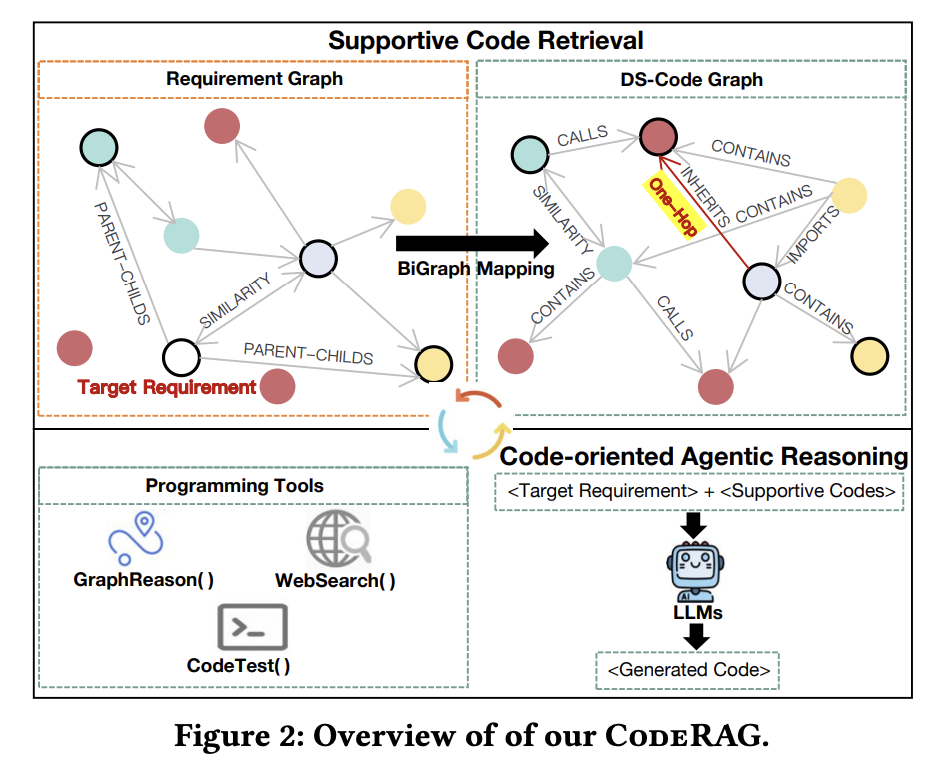 Supportive Code Retrieval
Requirement Graph
PARENT-CHILDS
SIMILARITY
PARENT-CHILDS
Target Requirement
BiGraph Mapping
DS-Code Graph
CALLS
CONTAINS
SIMILARITY
INHERITS
One-Hop
CONTAINS
IMPORTS
CONTAINS
CALLS
CONTAINS
Programming Tools
GraphReason( )
WebSearch( )
CodeTest( )
Code-oriented Agentic Reasoning
<Target Requirement> + <Supportive Codes>
AI
LLMs
<Generated Code>
Figure 2: Overview of of our CODERAG.